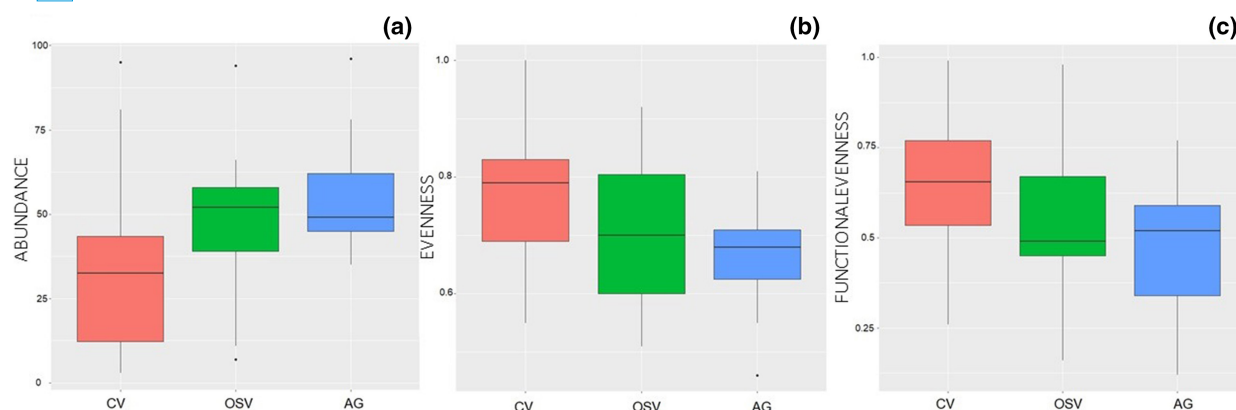 (a)
100
75
50
25
0
ABUNDANCE
CV OSV AG
(b)
1.0
0.8
0.6
EVENNESS
CV OSV AG
(c)
1.0
0.75
0.5
0.25
FUNCTIONALEVENNESS
CV OSV AG